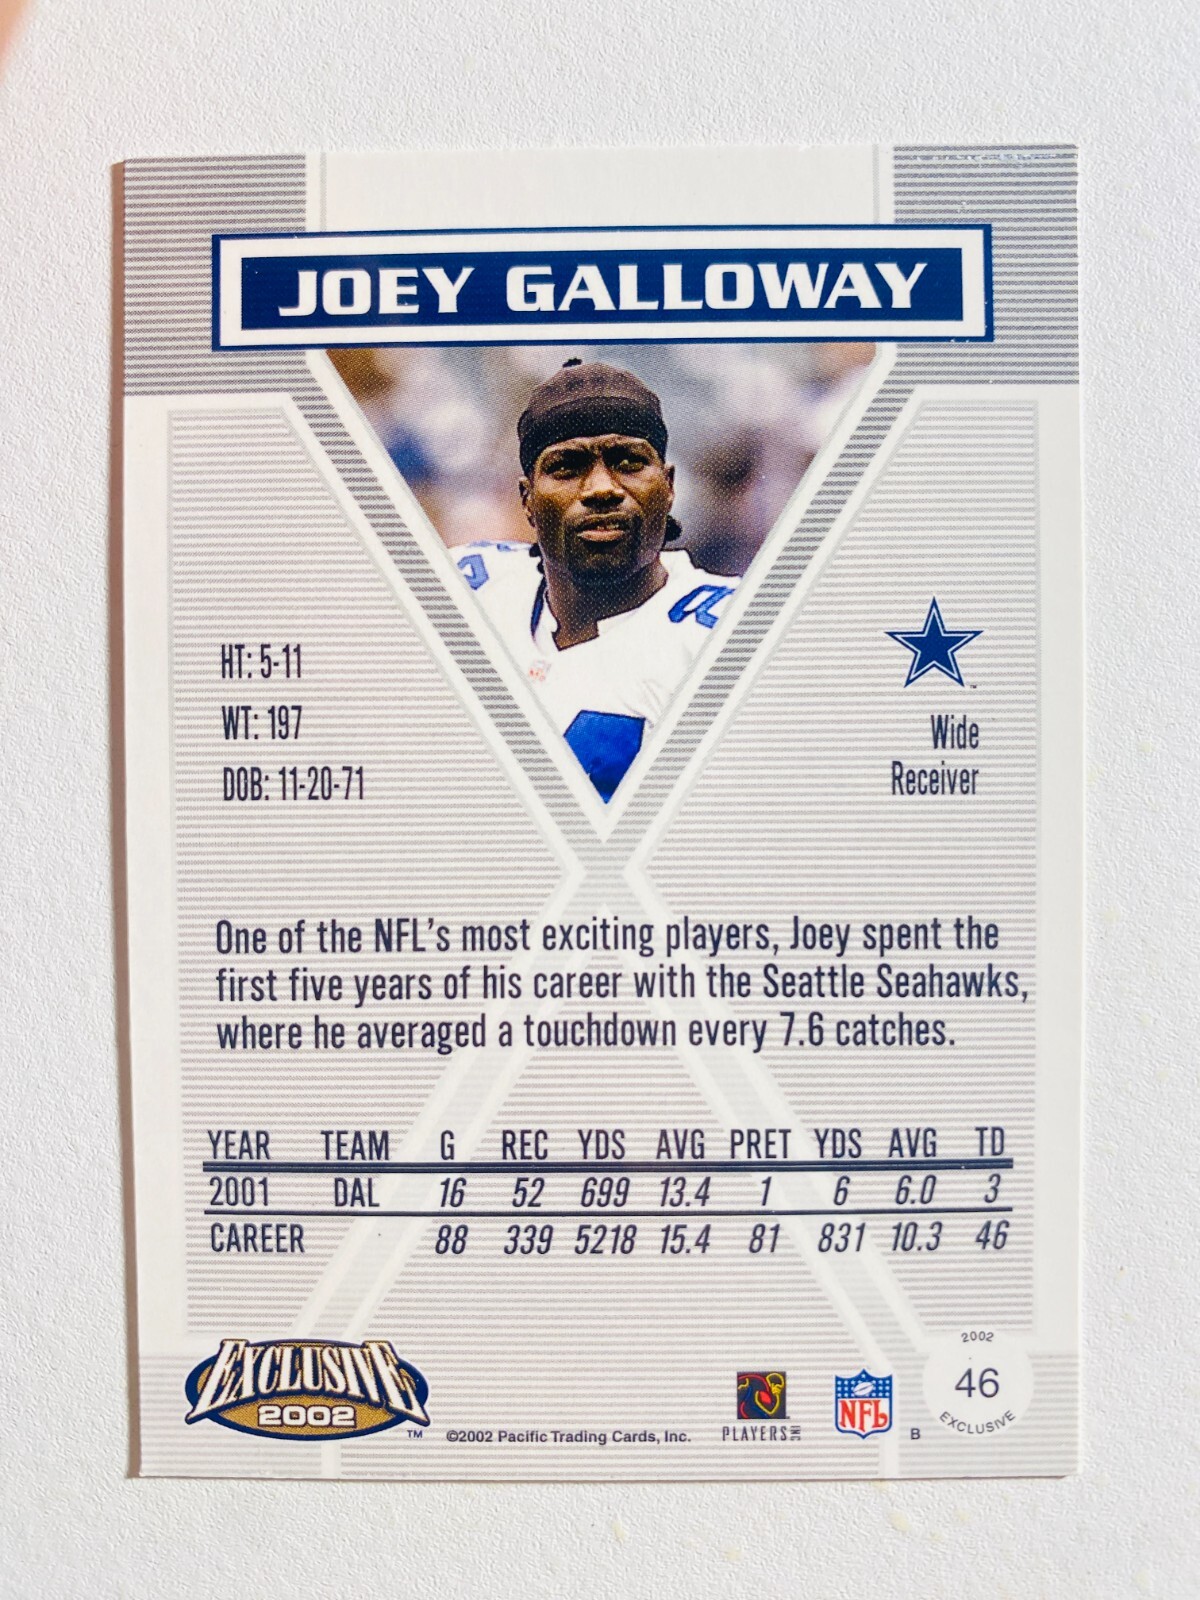 JOEY GALLOWAY
HT: 5-11
WT: 197
DOB: 11-20-71
™
Wide
Receiver
One of the NFL's most exciting players, Joey spent the
first five years of his career with the Seattle Seahawks,
where he averaged a touchdown every 7.6 catches.
YEAR TEAM G REC YDS AVG PRET YDS AVG TD
2001 DAL 16 52 699 13.4 1 6 6.0 3
CAREER 88 339 5218 15.4 81 831 10.3 46
EXCLUSIVE
2002
™
©2002 Pacific Trading Cards, Inc.
PLAYERS INC
NFL
B
2002
46
EXCLUSIVE